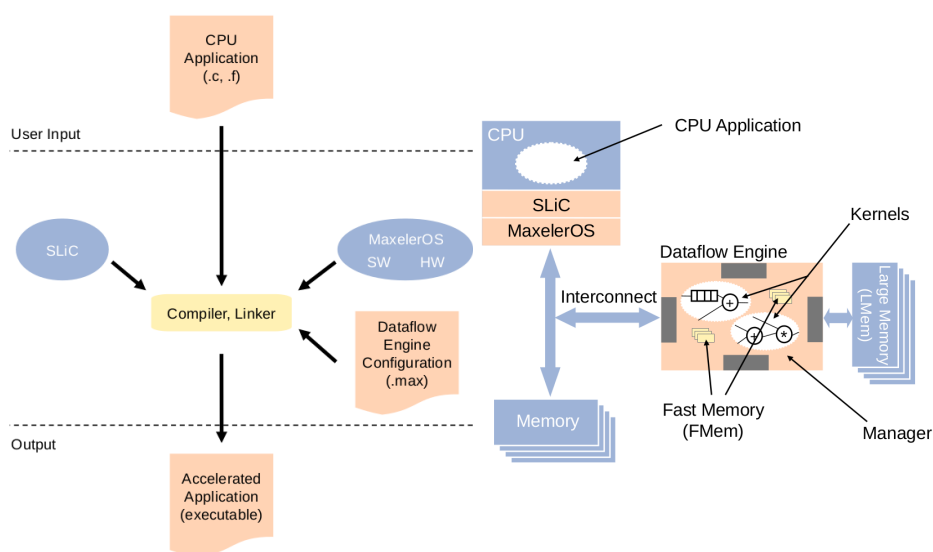 CPU
Application
(.c, .f)
User Input
SLiC
MaxelerOS
SW HW
Compiler, Linker
Dataflow
Engine
Configuration
(.max)
Output
Accelerated
Application
(executable)
CPU
CPU Application
SLiC
MaxelerOS
Interconnect
Memory
Dataflow Engine
Kernels
+
+
*
Large Memory
(LMem)
Fast Memory
(FMem)
Manager